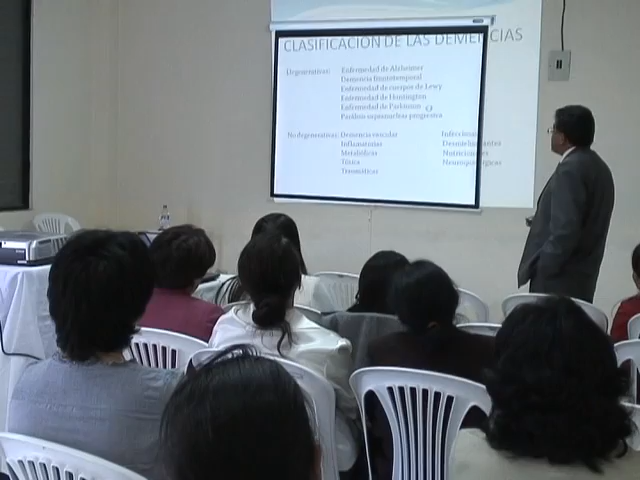 CLASIFICACIÓN DE LAS DEMENCIAS
Degenerativas: Enfermedad de Alzheimer
Demencia frontotemporal
Enfermedad de cuerpos de Lewy
Enfermedad de Huntington
Enfermedad de Parkinson
Parálisis supranuclear progresiva
No degenerativas: Demencia vascular Infecciosas
Inflamatorias Desmielinizantes
Metabólicas Nutricionales
Tóxica Neuroquirúrgicas
Traumáticas